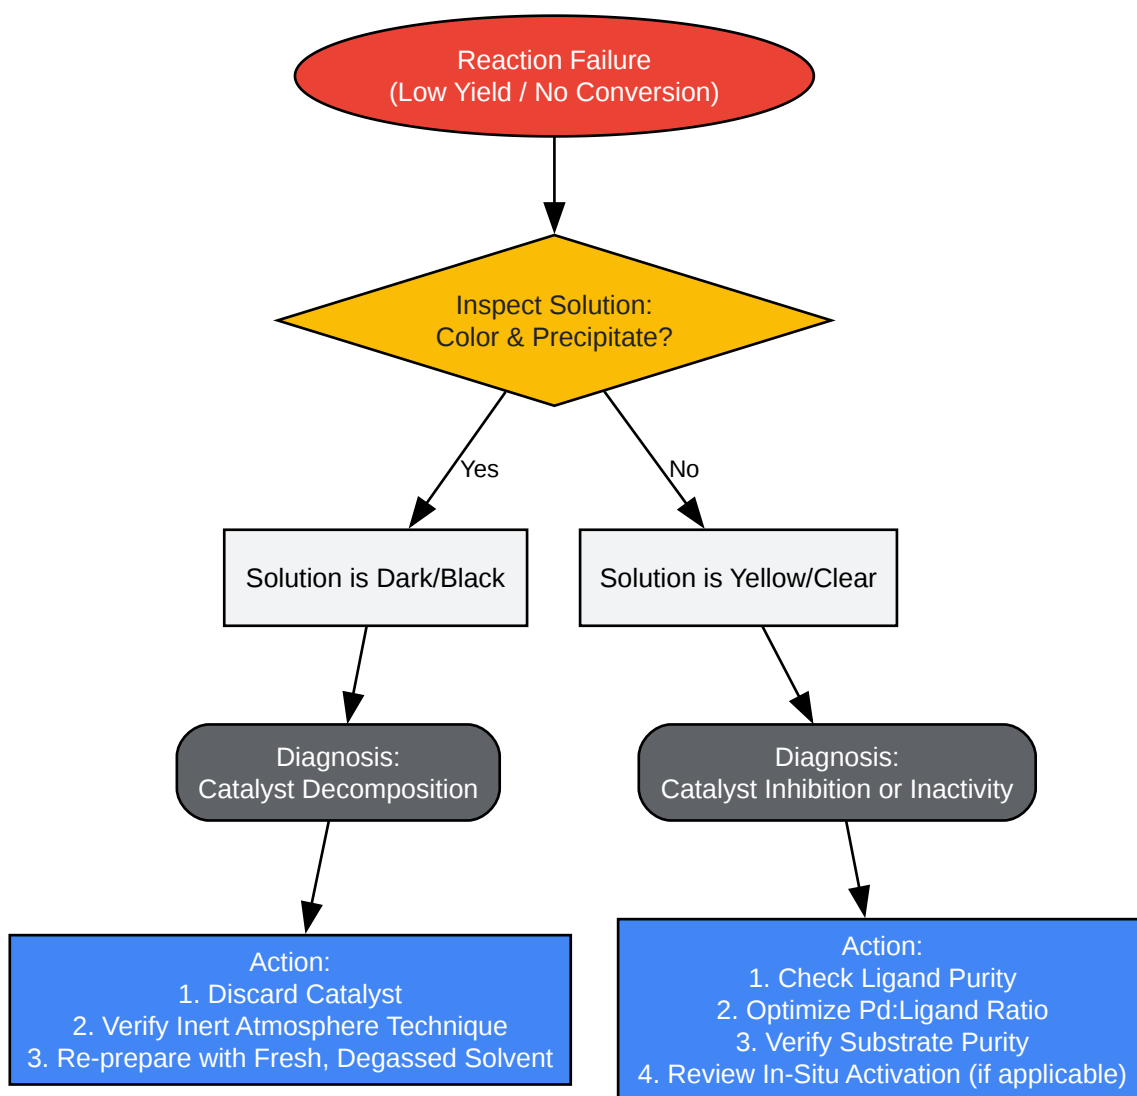 Reaction Failure
(Low Yield / No Conversion)
Inspect Solution:
Color & Precipitate?
Yes
No
Solution is Dark/Black
Solution is Yellow/Clear
Diagnosis:
Catalyst Decomposition
Diagnosis:
Catalyst Inhibition or Inactivity
Action:
1. Discard Catalyst
2. Verify Inert Atmosphere Technique
3. Re-prepare with Fresh, Degassed Solvent
Action:
1. Check Ligand Purity
2. Optimize Pd:Ligand Ratio
3. Verify Substrate Purity
4. Review In-Situ Activation (if applicable)